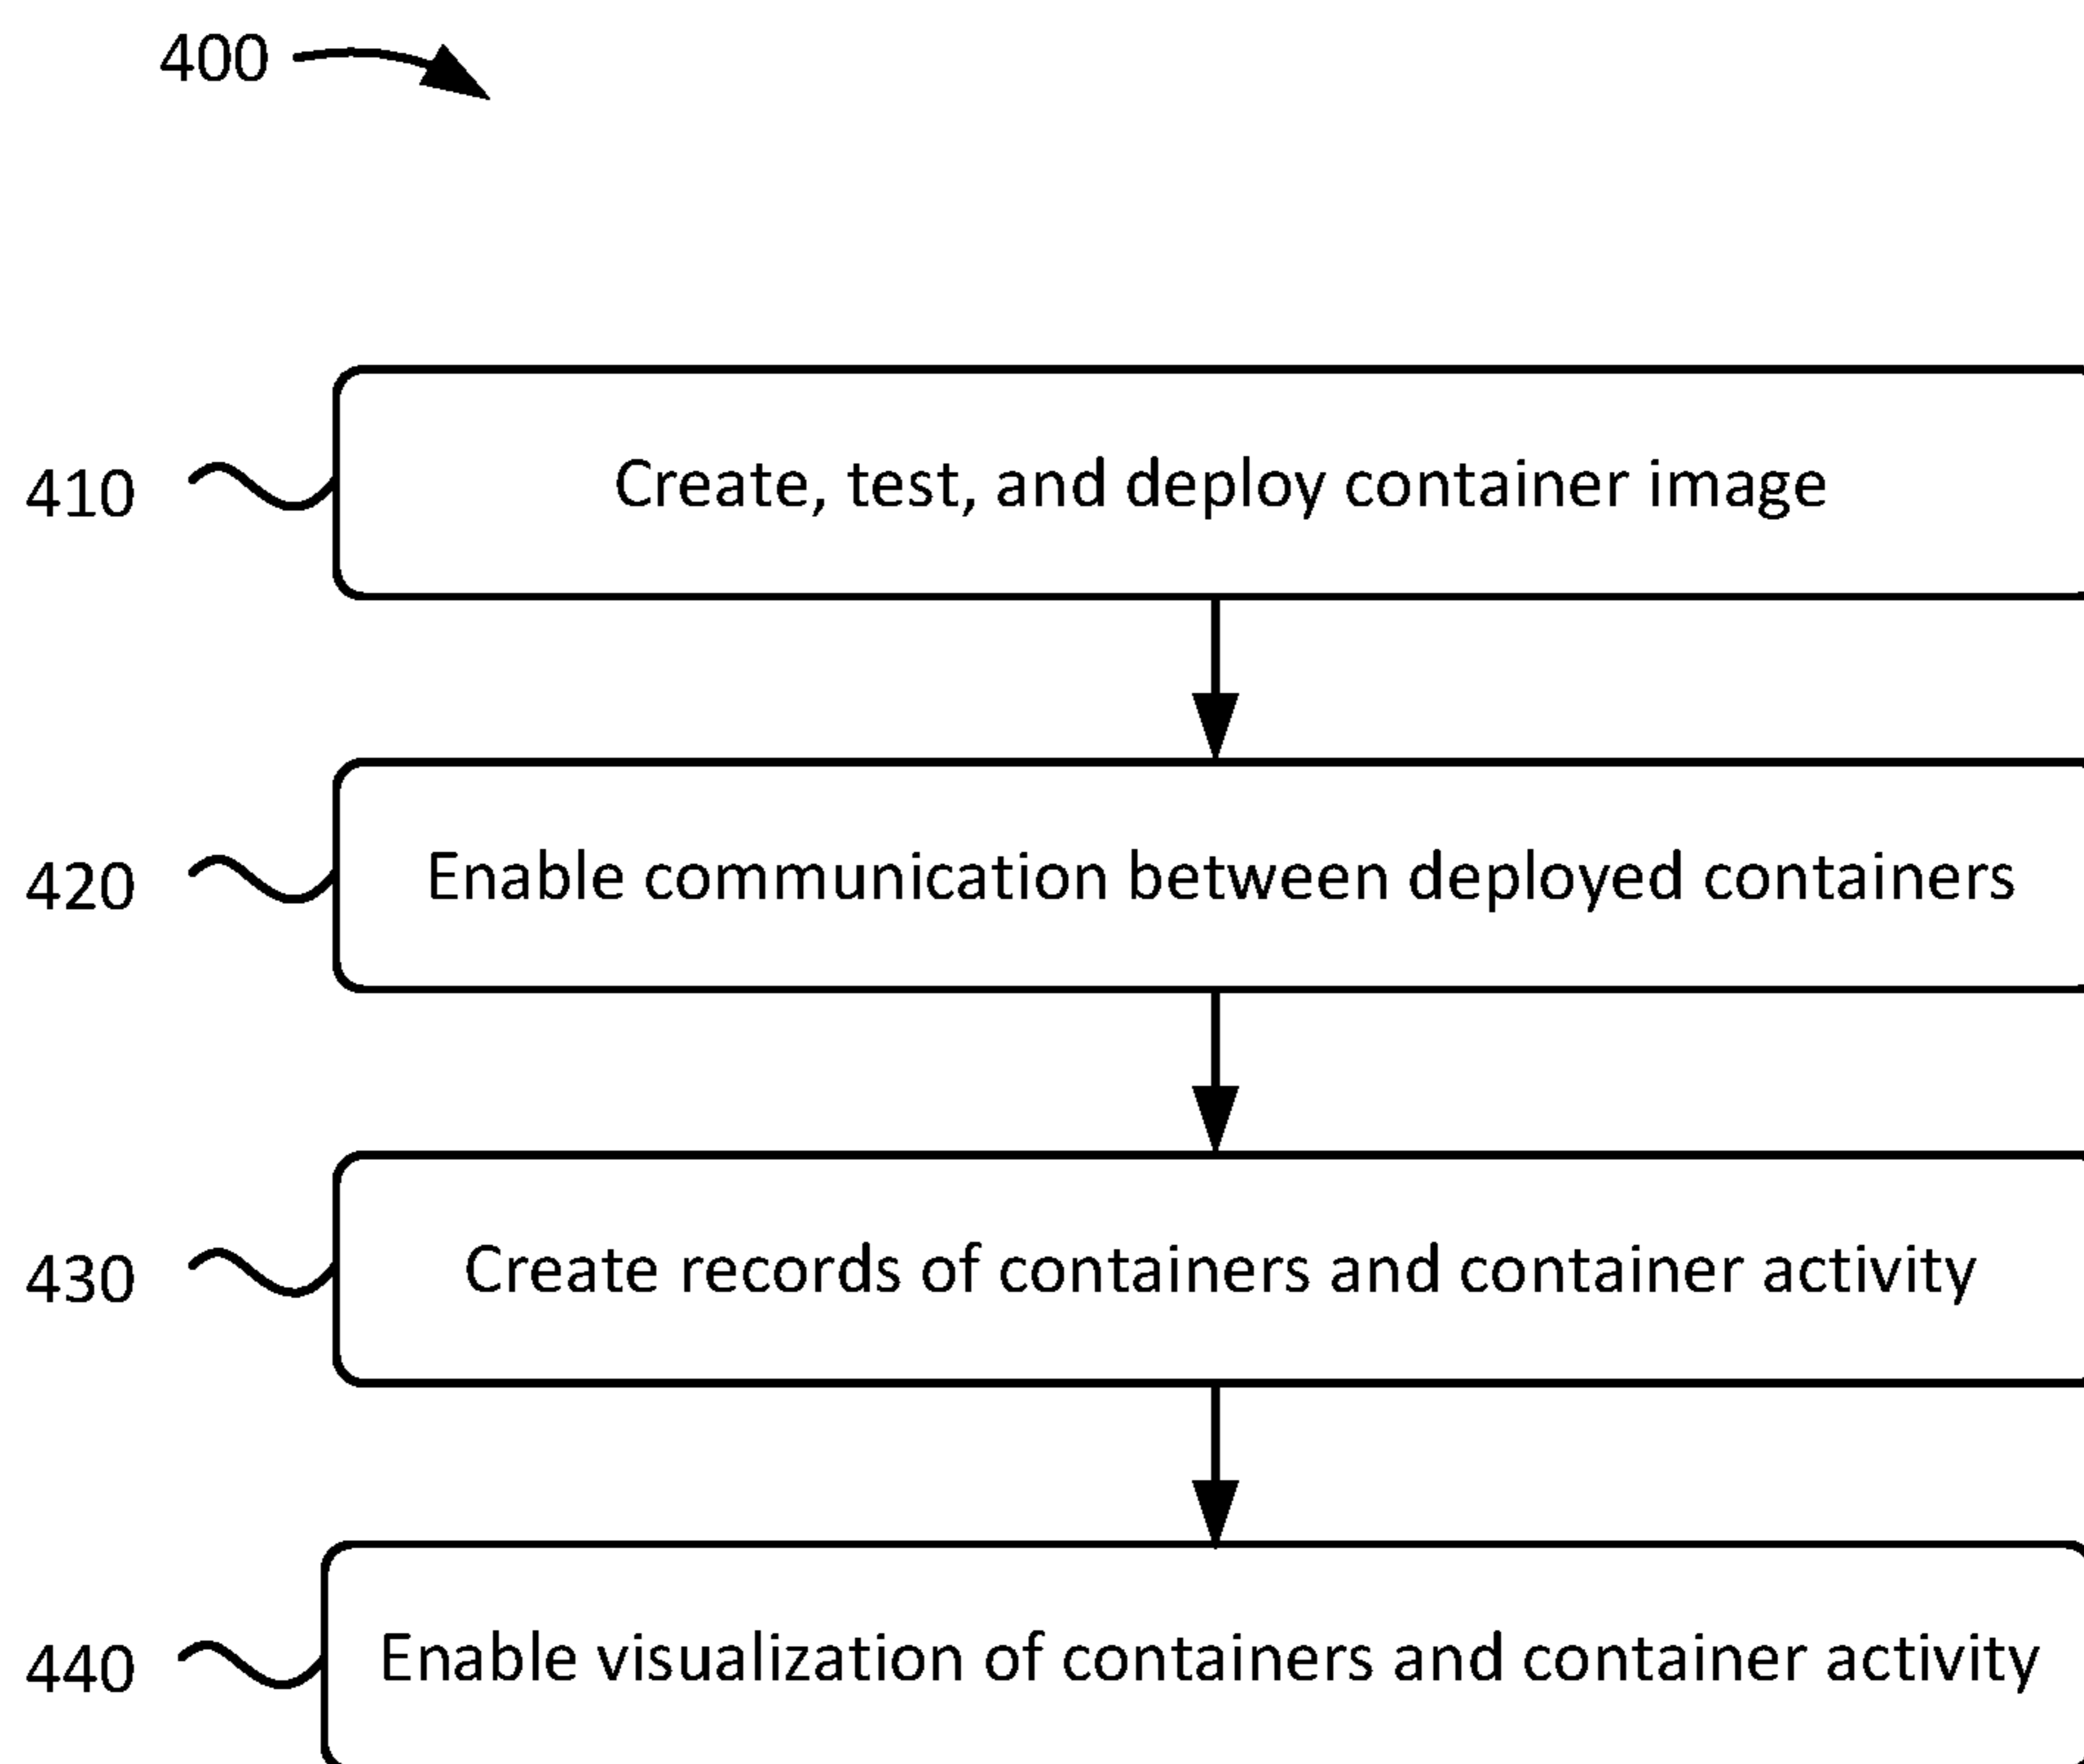 400
410 Create, test, and deploy container image
420 Enable communication between deployed containers
430 Create records of containers and container activity
440 Enable visualization of containers and container activity